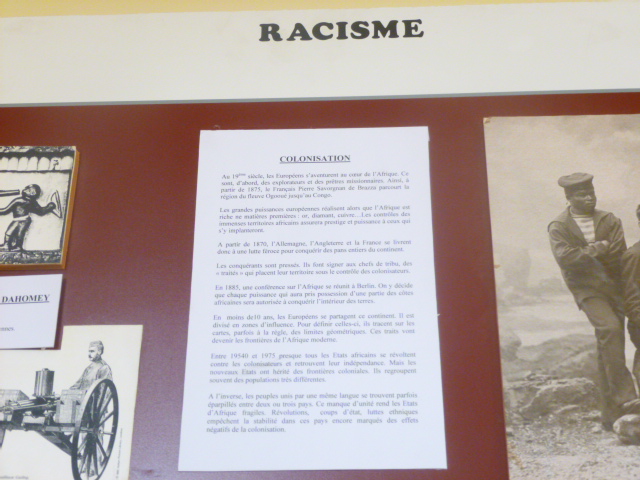 RACISME
COLONISATION
Au 19ème siècle, les Européens s'aventurent au cœur de l'Afrique. Ce
sont, d'abord, des explorateurs et des prêtres missionnaires. Ainsi, à
partir de 1875, le Français Pierre Savorgnan de Brazza parcourt la
région du fleuve Ogooué jusqu'au Congo.
Les grandes puissances européennes réalisent alors que l'Afrique est
riche ne matières premières : or, diamant, cuivre…Les contrôles des
immenses territoires africains assurera prestige et puissance à ceux qui
s'y implanteront.
A partir de 1870, l'Allemagne, l'Angleterre et la France se livrent
donc à une lutte féroce pour conquérir des pans entiers du continent.
Les conquérants sont pressés. Ils font signer aux chefs de tribu, des
« traités » qui placent leur territoire sous le contrôle des colonisateurs.
En 1885, une conférence sur l'Afrique se réunit à Berlin. On y décide
que chaque puissance qui aura pris possession d'une partie des côtes
africaines sera autorisée à conquérir l'intérieur des terres.
En moins de10 ans, les Européens se partagent ce continent. Il est
divisé en zones d'influence. Pour définir celles-ci, ils tracent sur les
cartes, parfois à la règle, des limites géométriques. Ces traits vont
devenir les frontières de l'Afrique moderne.
Entre 19540 et 1975 presque tous les Etats africains se révoltent
contre les colonisateurs et retrouvent leur indépendance. Mais les
nouveaux Etats ont hérité des frontières coloniales. Ils regroupent
souvent des populations très différentes.
A l'inverse, les peuples unis par une même langue se trouvent parfois
éparpillés entre deux ou trois pays. Ce manque d'unité rend les Etats
d'Afrique fragiles. Révolutions, coups d'état, luttes ethniques
empêchent la stabilité dans ces pays encore marqués des effets
négatifs de la colonisation.
DAHOMEY